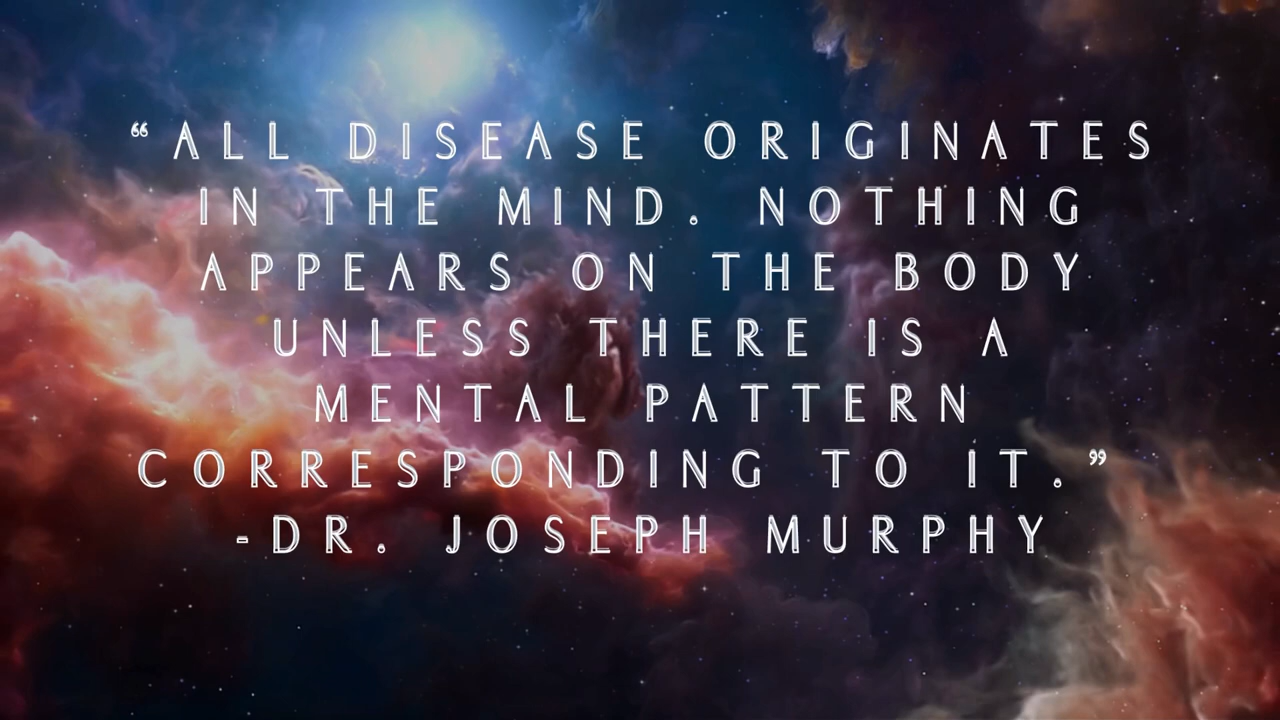 “ALL DISEASE ORIGINATES
IN THE MIND. NOTHING
APPEARS ON THE BODY
UNLESS THERE IS A
MENTAL PATTERN
CORRESPONDING TO IT.”
-DR. JOSEPH MURPHY